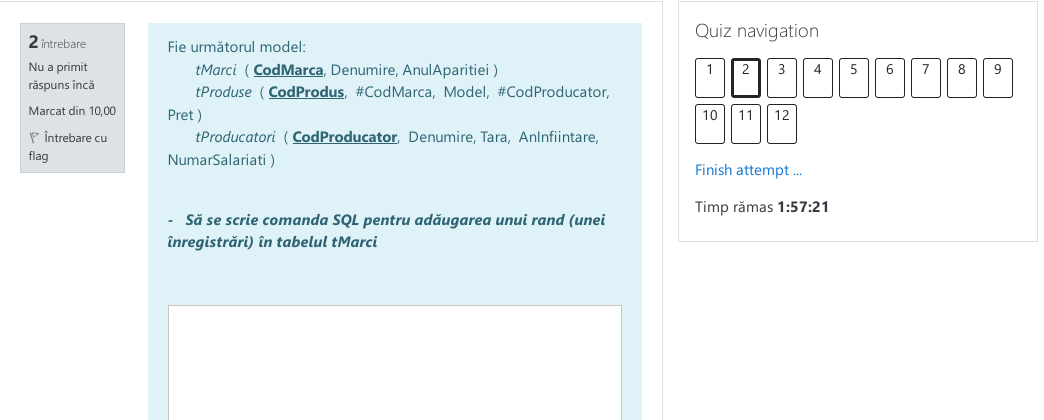 2 întrebare
Nu a primit
răspuns încă
Marcat din 10,00
Întrebare cu
flag
Fie următorul model:
tMarci ( CodMarca, Denumire, AnulAparitiei )
tProduse ( CodProdus, #CodMarca, Model, #CodProducator,
Pret )
tProducatori ( CodProducator, Denumire, Tara, AnInfiintare,
NumarSalariati )
- Să se scrie comanda SQL pentru adăugarea unui rand (unei
înregistrări) în tabelul tMarci
Quiz navigation
1 2 3 4 5 6 7 8 9
10 11 12
Finish attempt ...
Timp rămas 1:57:21